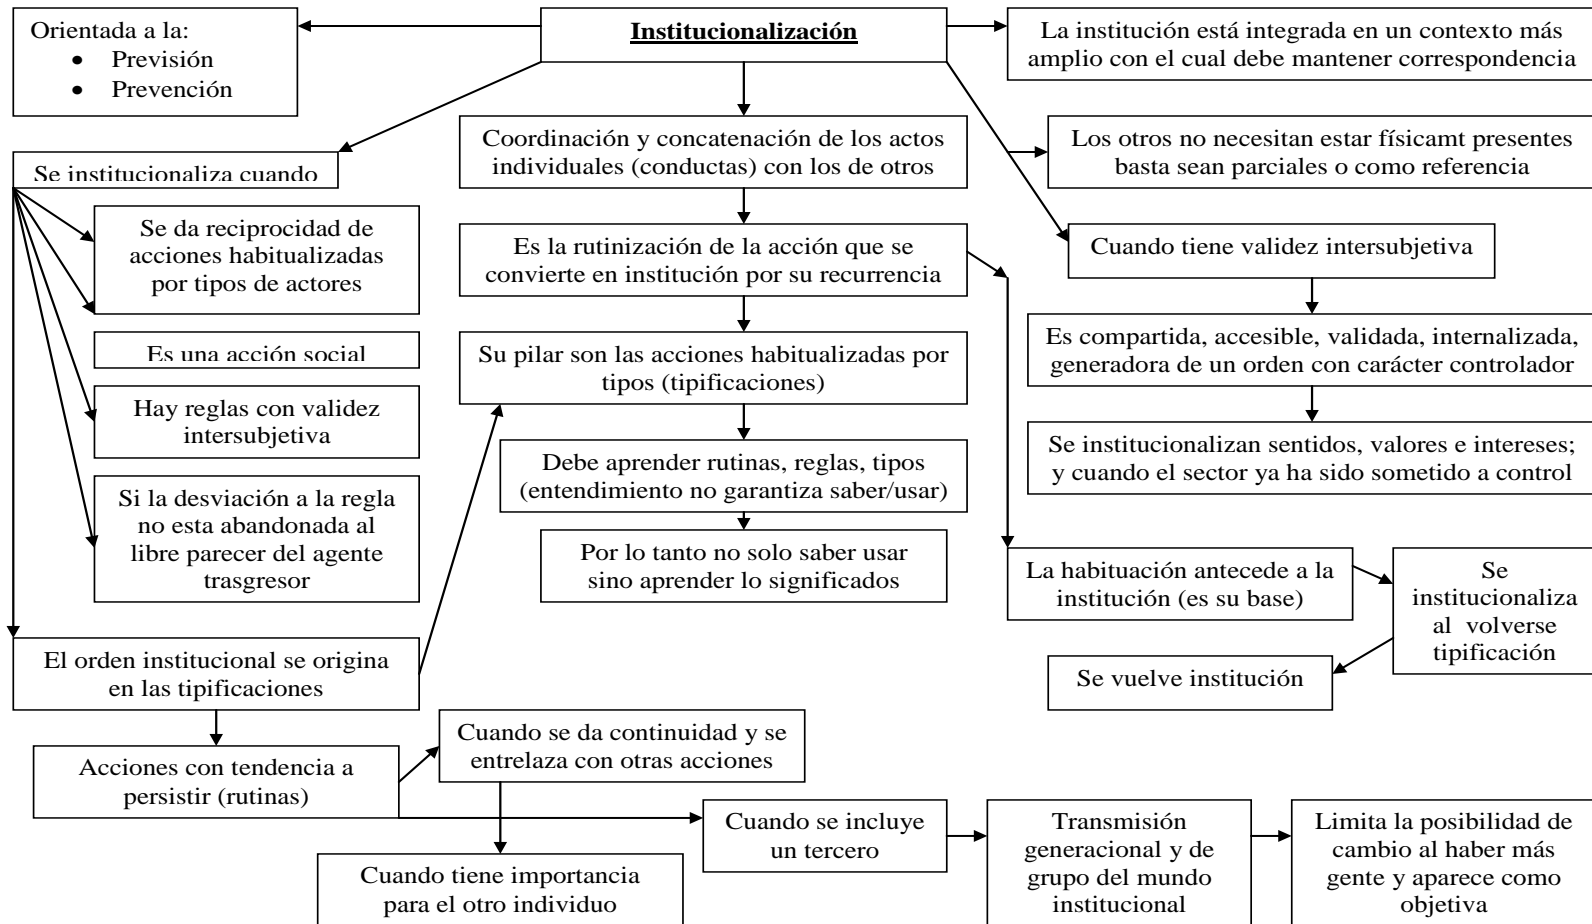 Orientada a la:
• Previsión
• Prevención
Institucionalización
La institución está integrada en un contexto más
amplio con el cual debe mantener correspondencia
Coordinación y concatenación de los actos
individuales (conductas) con los de otros
Los otros no necesitan estar físicamt presentes
basta sean parciales o como referencia
Se institucionaliza cuando
Se da reciprocidad de
acciones habitualizadas
por tipos de actores
Es la rutinización de la acción que se
convierte en institución por su recurrencia
Cuando tiene validez intersubjetiva
Es una acción social
Su pilar son las acciones habitualizadas por
tipos (tipificaciones)
Es compartida, accesible, validada, internalizada,
generadora de un orden con carácter controlador
Hay reglas con validez
intersubjetiva
Debe aprender rutinas, reglas, tipos
(entendimiento no garantiza saber/usar)
Se institucionalizan sentidos, valores e intereses;
y cuando el sector ya ha sido sometido a control
Si la desviación a la regla
no esta abandonada al
libre parecer del agente
trasgresor
Por lo tanto no solo saber usar
sino aprender lo significados
La habituación antecede a la
institución (es su base)
Se
institucionaliza
al volverse
tipificación
El orden institucional se origina
en las tipificaciones
Se vuelve institución
Acciones con tendencia a
persistir (rutinas)
Cuando se da continuidad y se
entrelaza con otras acciones
Cuando se incluye
un tercero
Transmisión
generacional y de
grupo del mundo
institucional
Limita la posibilidad de
cambio al haber más
gente y aparece como
objetiva
Cuando tiene importancia
para el otro individuo